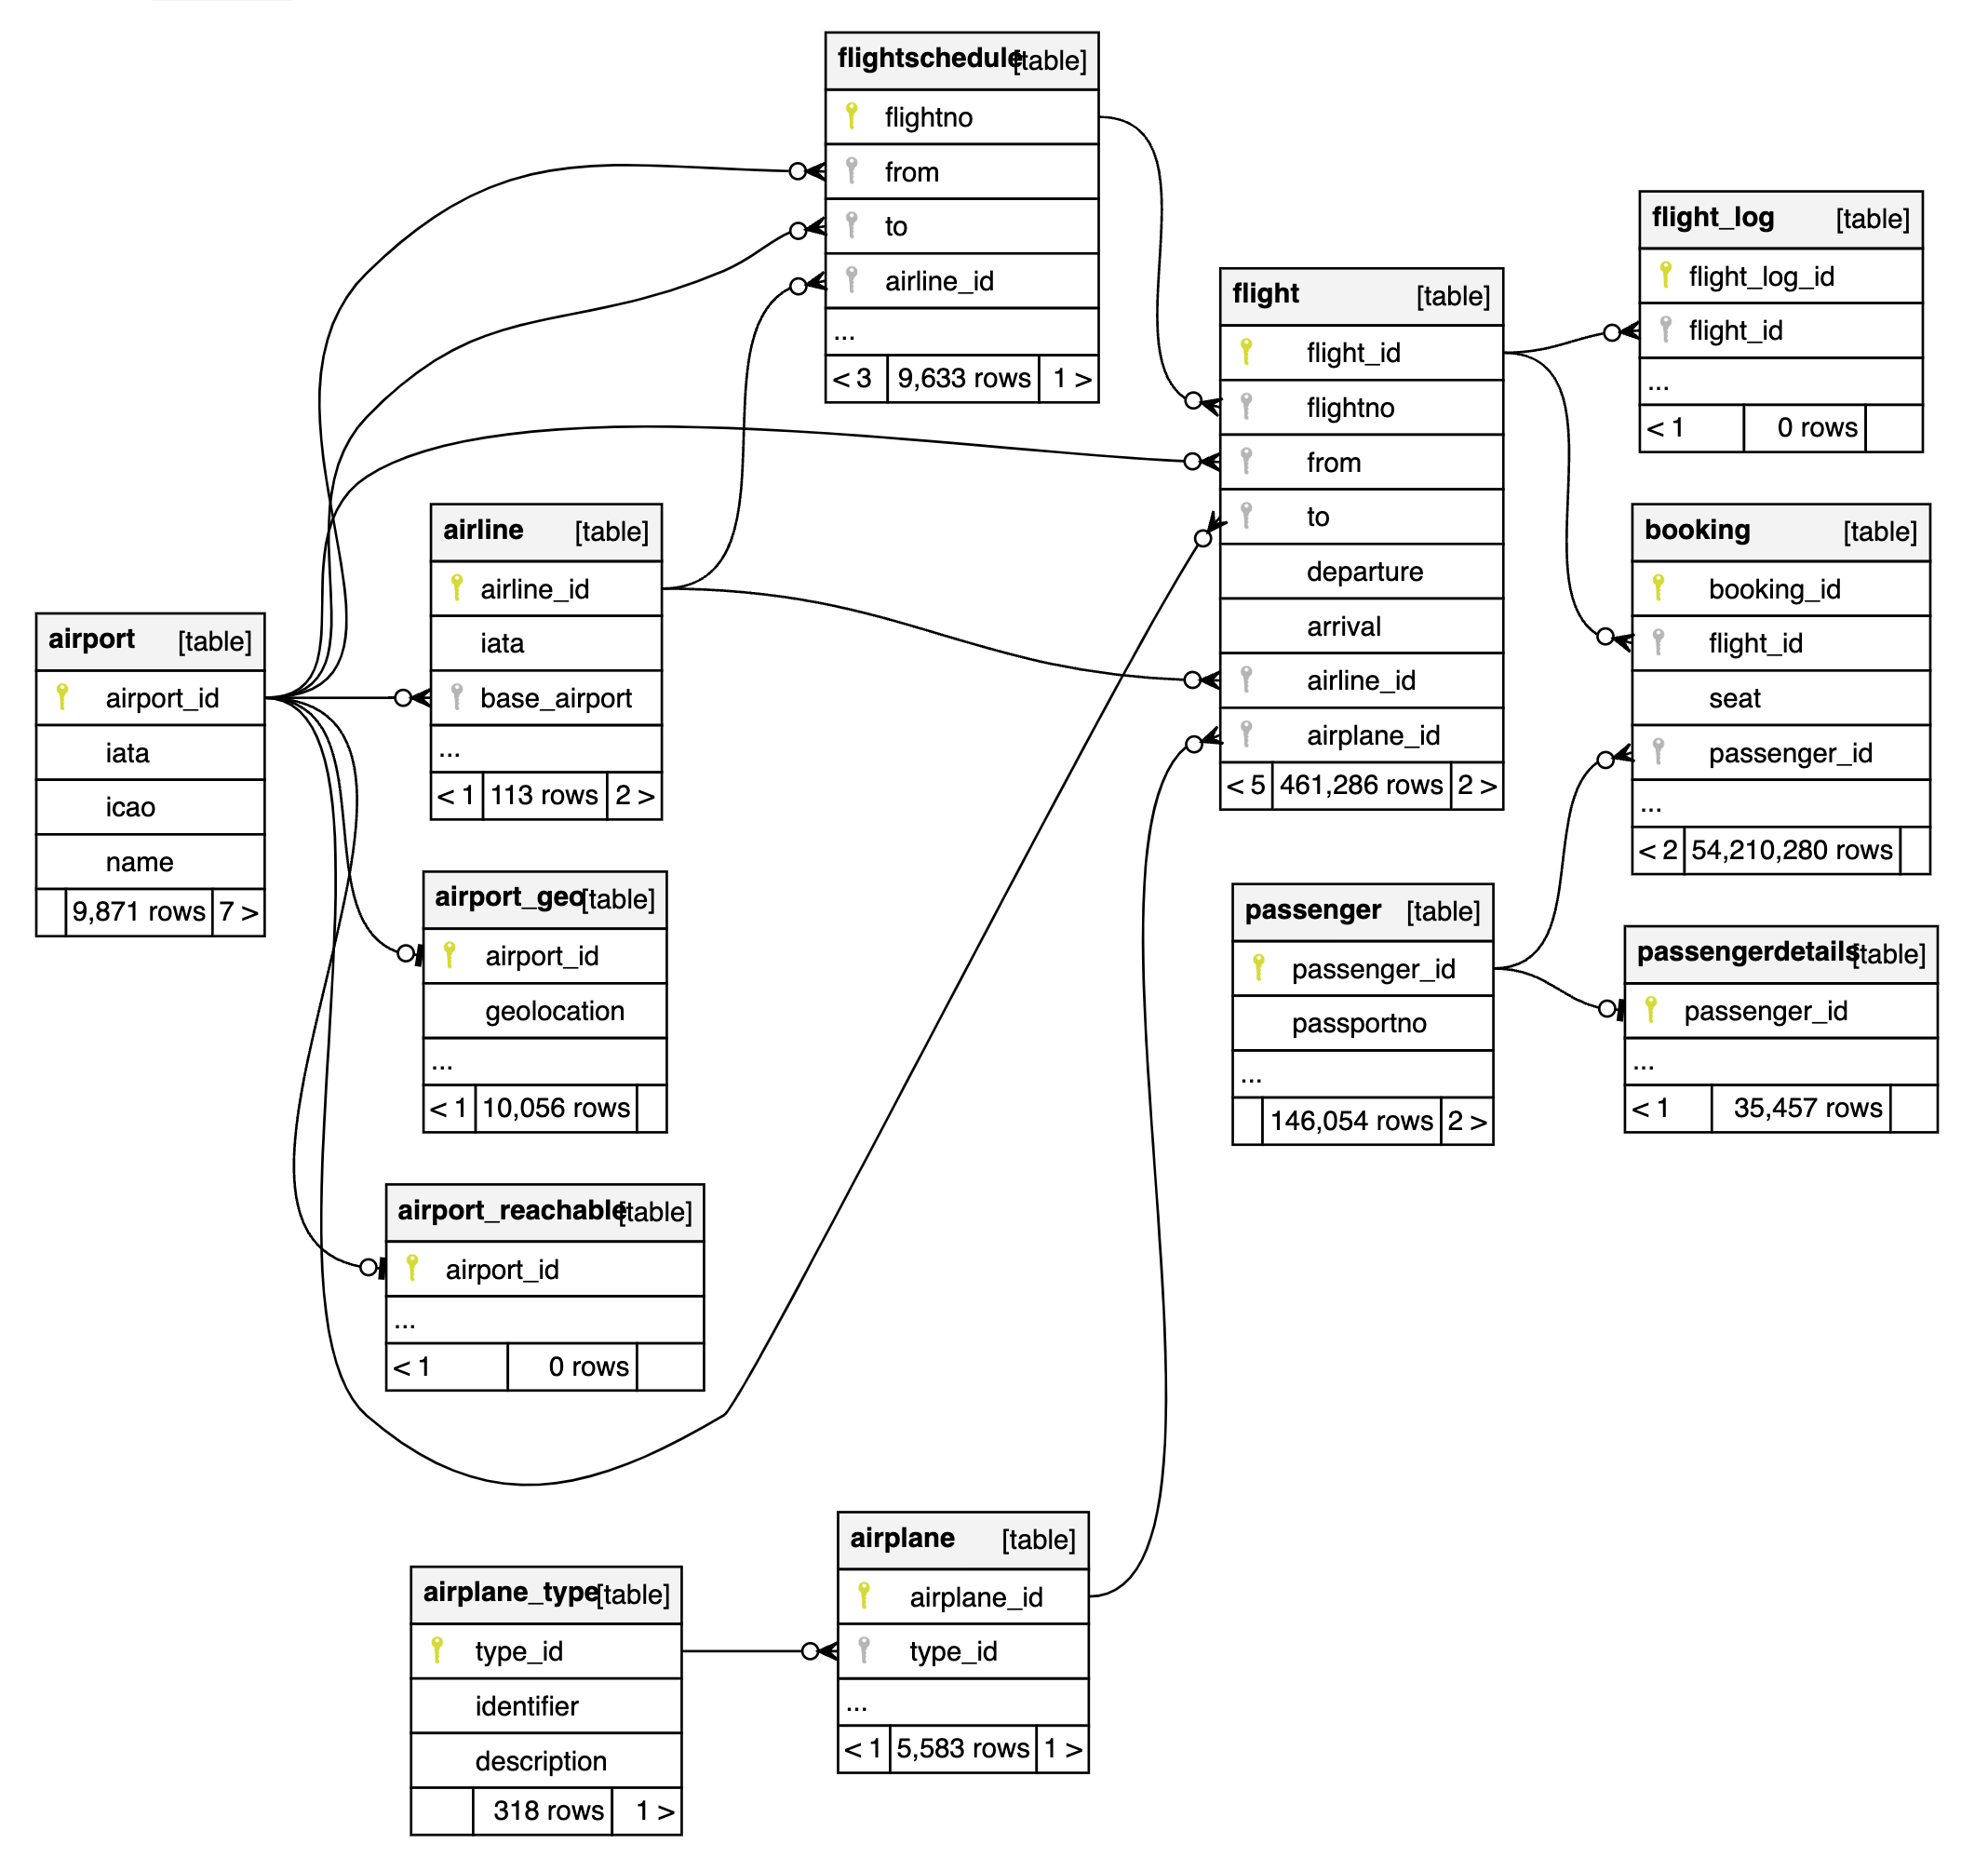 flightschedule [table]
flightno
from
to
airline_id
...
< 3 9,633 rows 1 >
flight_log [table]
flight_log_id
flight_id
...
< 1 0 rows
flight [table]
flight_id
flightno
from
to
departure
arrival
airline_id
airplane_id
< 5 461,286 rows 2 >
airline [table]
airline_id
iata
base_airport
...
< 1 113 rows 2 >
booking [table]
booking_id
flight_id
seat
passenger_id
...
< 2 54,210,280 rows
airport [table]
airport_id
iata
icao
name
9,871 rows 7 >
airport_geo [table]
airport_id
geolocation
...
< 1 10,056 rows
passenger [table]
passenger_id
passportno
...
146,054 rows 2 >
passengerdetails [table]
passenger_id
...
< 1 35,457 rows
airport_reachable [table]
airport_id
...
< 1 0 rows
airplane [table]
airplane_id
type_id
...
< 1 5,583 rows 1 >
airplane_type [table]
type_id
identifier
description
318 rows 1 >